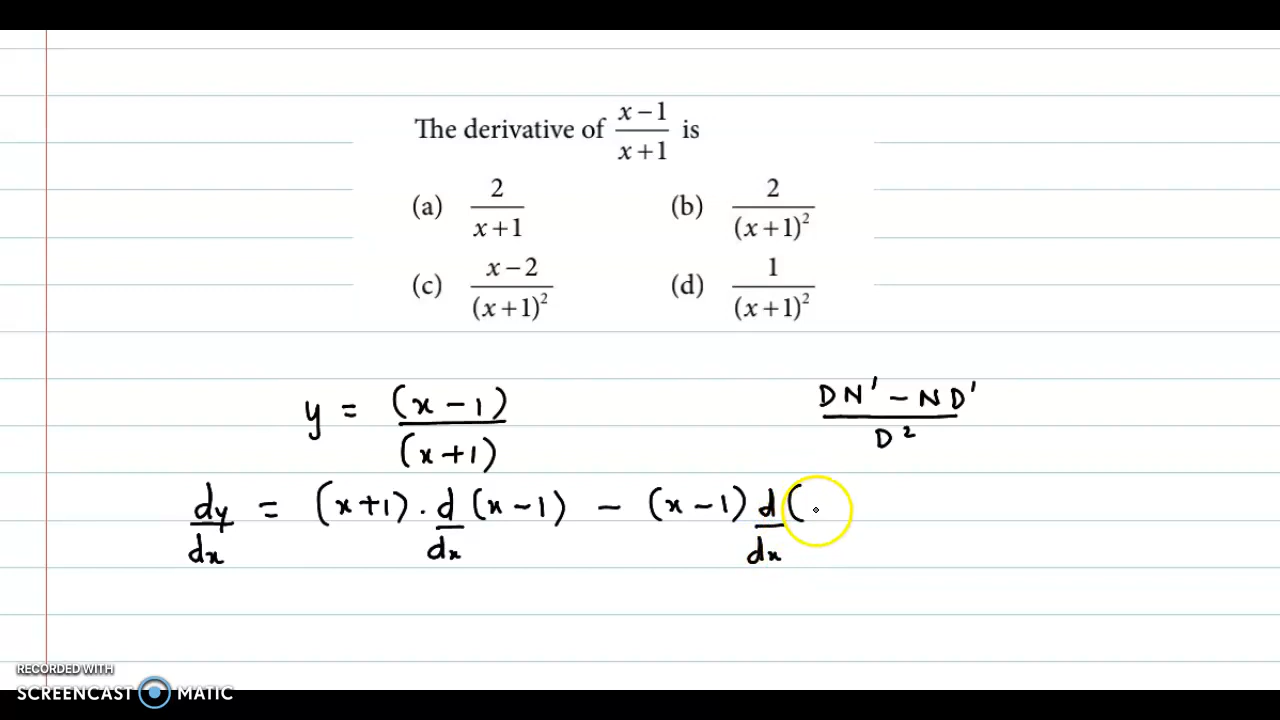 The derivative of (x−1)/(x+1) is
(a) 2/(x+1) (b) 2/(x+1)²
(c) (x−2)/(x+1)² (d) 1/(x+1)²
y = (x−1)/(x+1) (DN' − ND')/D²
dy/dx = (x+1) · d/dx (x−1) − (x−1) d/dx (
RECORDED WITH
SCREENCAST MATIC